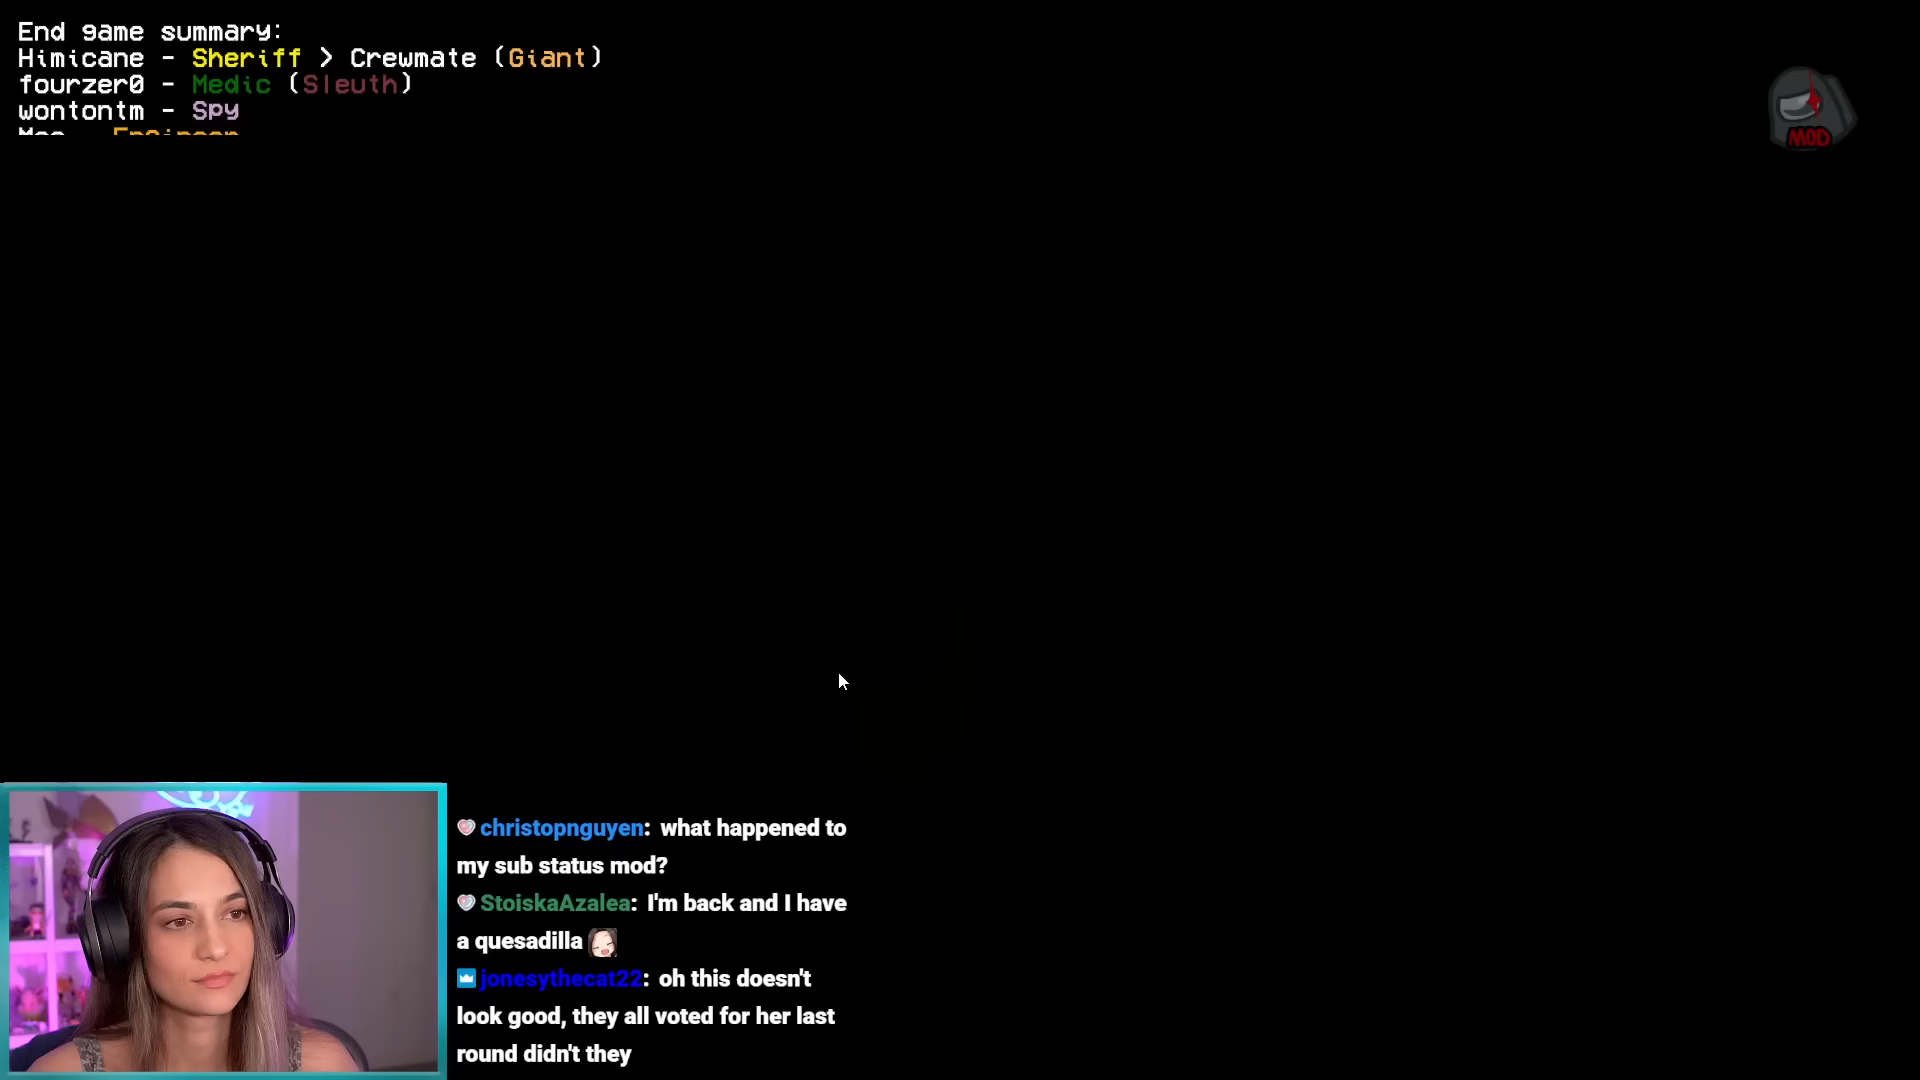 End game summary:
Himicane - Sheriff > Crewmate (Giant)
fourzer0 - Medic (Sleuth)
wontontm - Spy
MOD
christopnguyen: what happened to
my sub status mod?
StoiskaAzalea: I'm back and I have
a quesadilla
jonesythecat22: oh this doesn't
look good, they all voted for her last
round didn't they